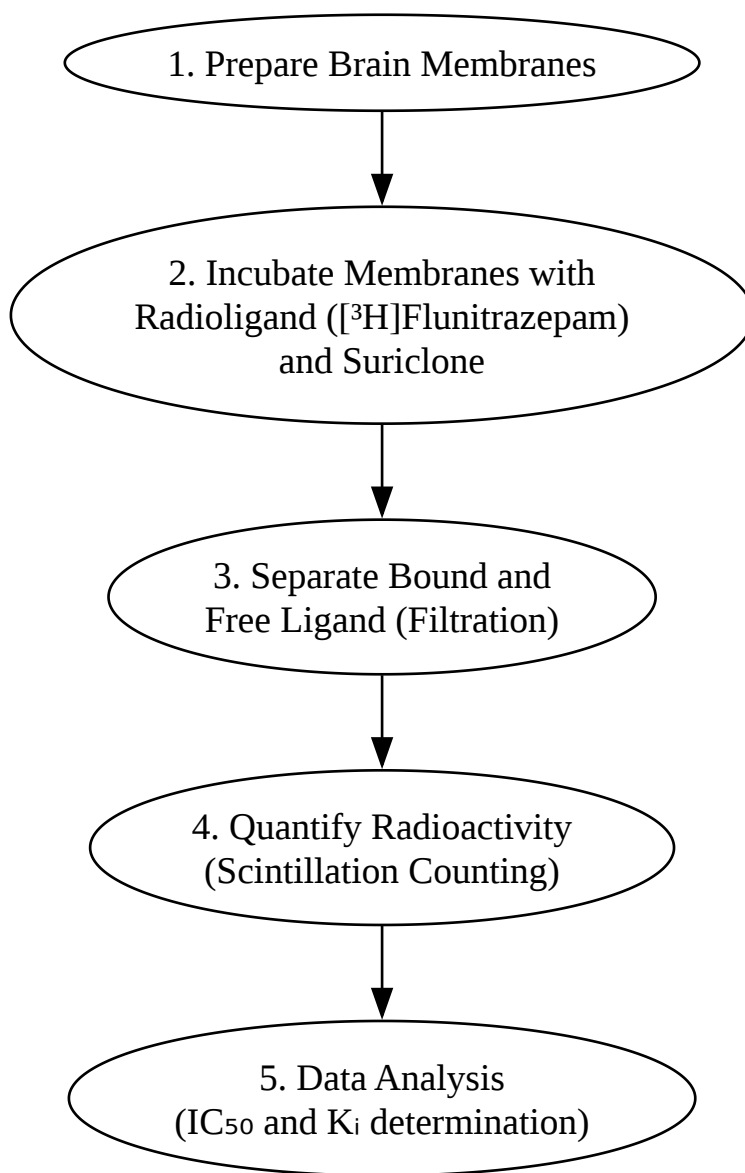 1. Prepare Brain Membranes
2. Incubate Membranes with
Radioligand ([³H]Flunitrazepam)
and Suriclone
3. Separate Bound and
Free Ligand (Filtration)
4. Quantify Radioactivity
(Scintillation Counting)
5. Data Analysis
(IC₅₀ and Kᵢ determination)